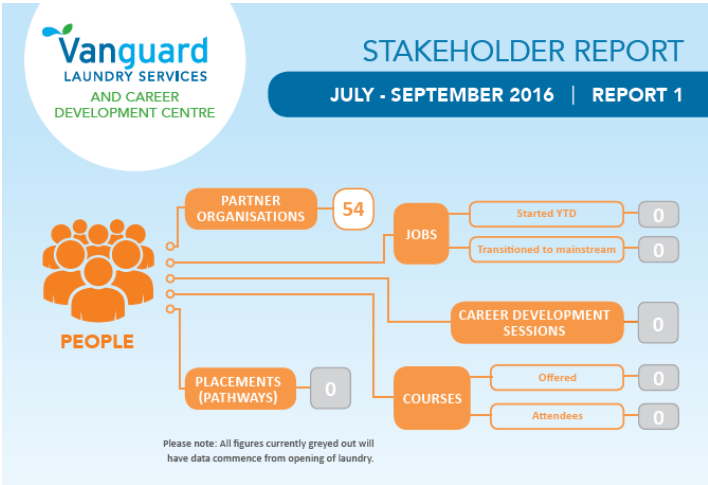 Vanguard
LAUNDRY SERVICES
AND CAREER
DEVELOPMENT CENTRE
STAKEHOLDER REPORT
JULY - SEPTEMBER 2016 | REPORT 1
PEOPLE
PARTNER
ORGANISATIONS
54
JOBS
Started YTD
0
Transitioned to mainstream
0
CAREER DEVELOPMENT
SESSIONS
0
PLACEMENTS
(PATHWAYS)
0
COURSES
Offered
0
Attendees
0
Please note: All figures currently greyed out will
have data commence from opening of laundry.